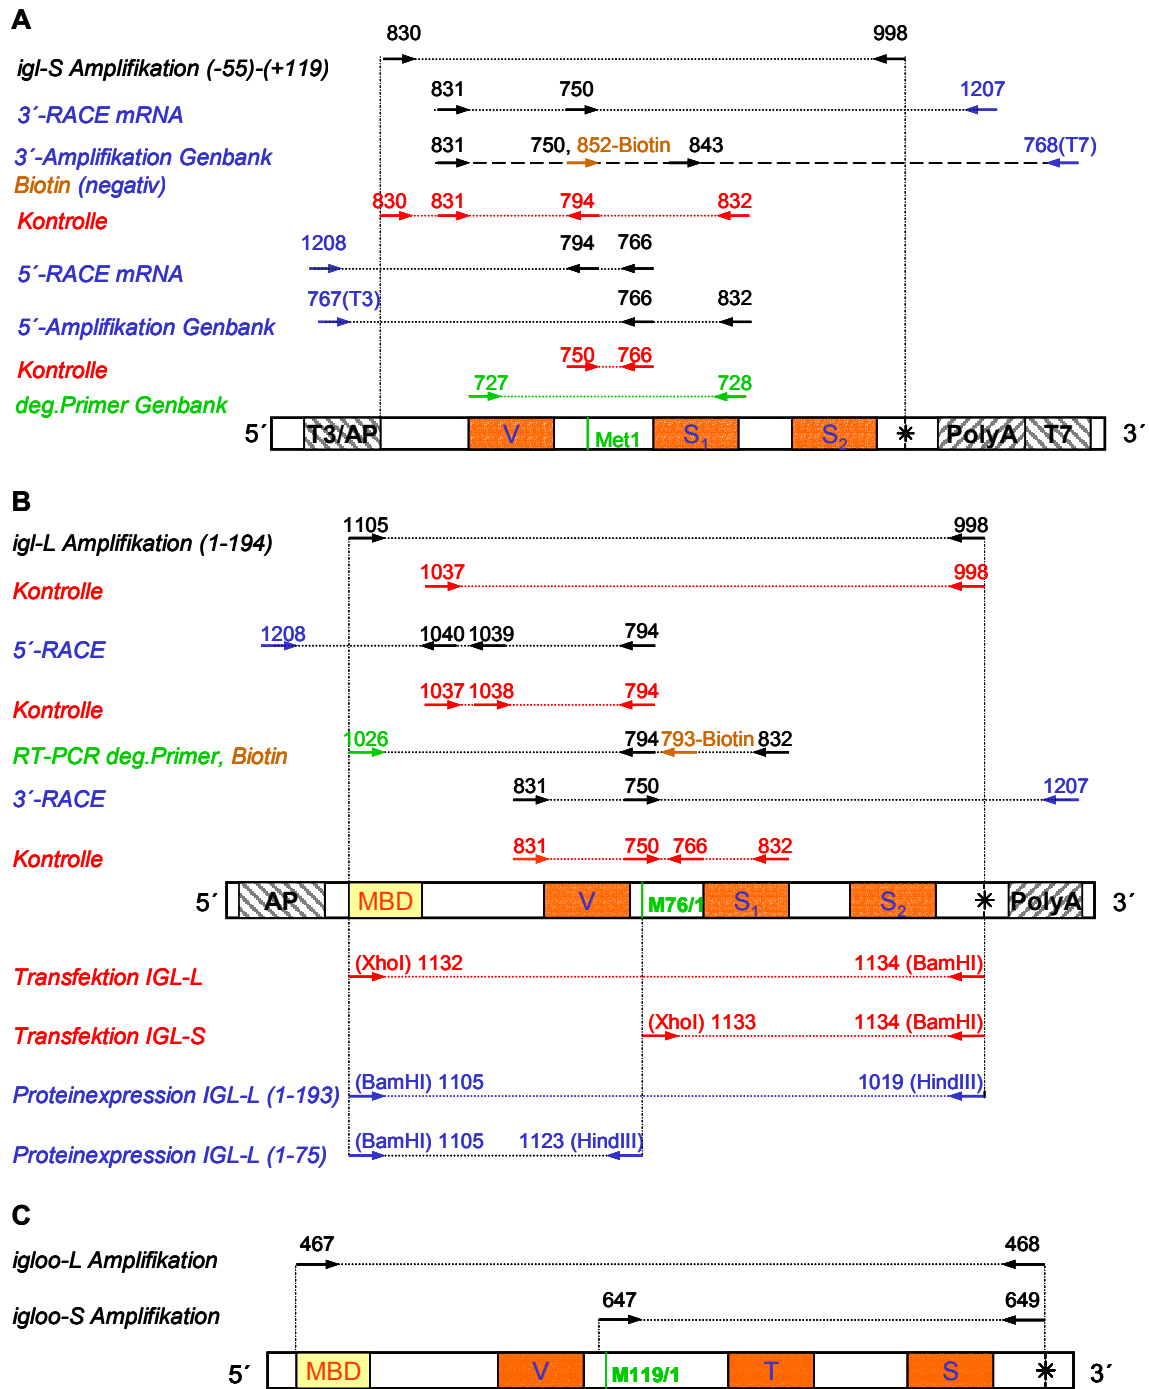 A
830 998
igl-S Amplifikation (-55)-(+119)
831 750 1207
3´-RACE mRNA
831 750, 852-Biotin 843 768(T7)
3´-Amplifikation Genbank
Biotin (negativ)
830 831 794 832
Kontrolle
1208 794 766
5´-RACE mRNA
767(T3) 766 832
5´-Amplifikation Genbank
750 766
Kontrolle
727 728
deg.Primer Genbank
5´ T3/AP V Met1 S1 S2 * PolyA T7 3´
B
1105 998
igl-L Amplifikation (1-194)
1037 998
Kontrolle
1208 1040 1039 794
5´-RACE
1037 1038 794
Kontrolle
1026 794 793-Biotin 832
RT-PCR deg.Primer, Biotin
831 750 1207
3´-RACE
831 750 766 832
Kontrolle
5´ AP MBD V M76/1 S1 S2 * PolyA 3´
(XhoI) 1132 1134 (BamHI)
Transfektion IGL-L
(XhoI) 1133 1134 (BamHI)
Transfektion IGL-S
(BamHI) 1105 1019 (HindIII)
Proteinexpression IGL-L (1-193)
(BamHI) 1105 1123 (HindIII)
Proteinexpression IGL-L (1-75)
C
467 468
igloo-L Amplifikation
647 649
igloo-S Amplifikation
5´ MBD V M119/1 T S * 3´